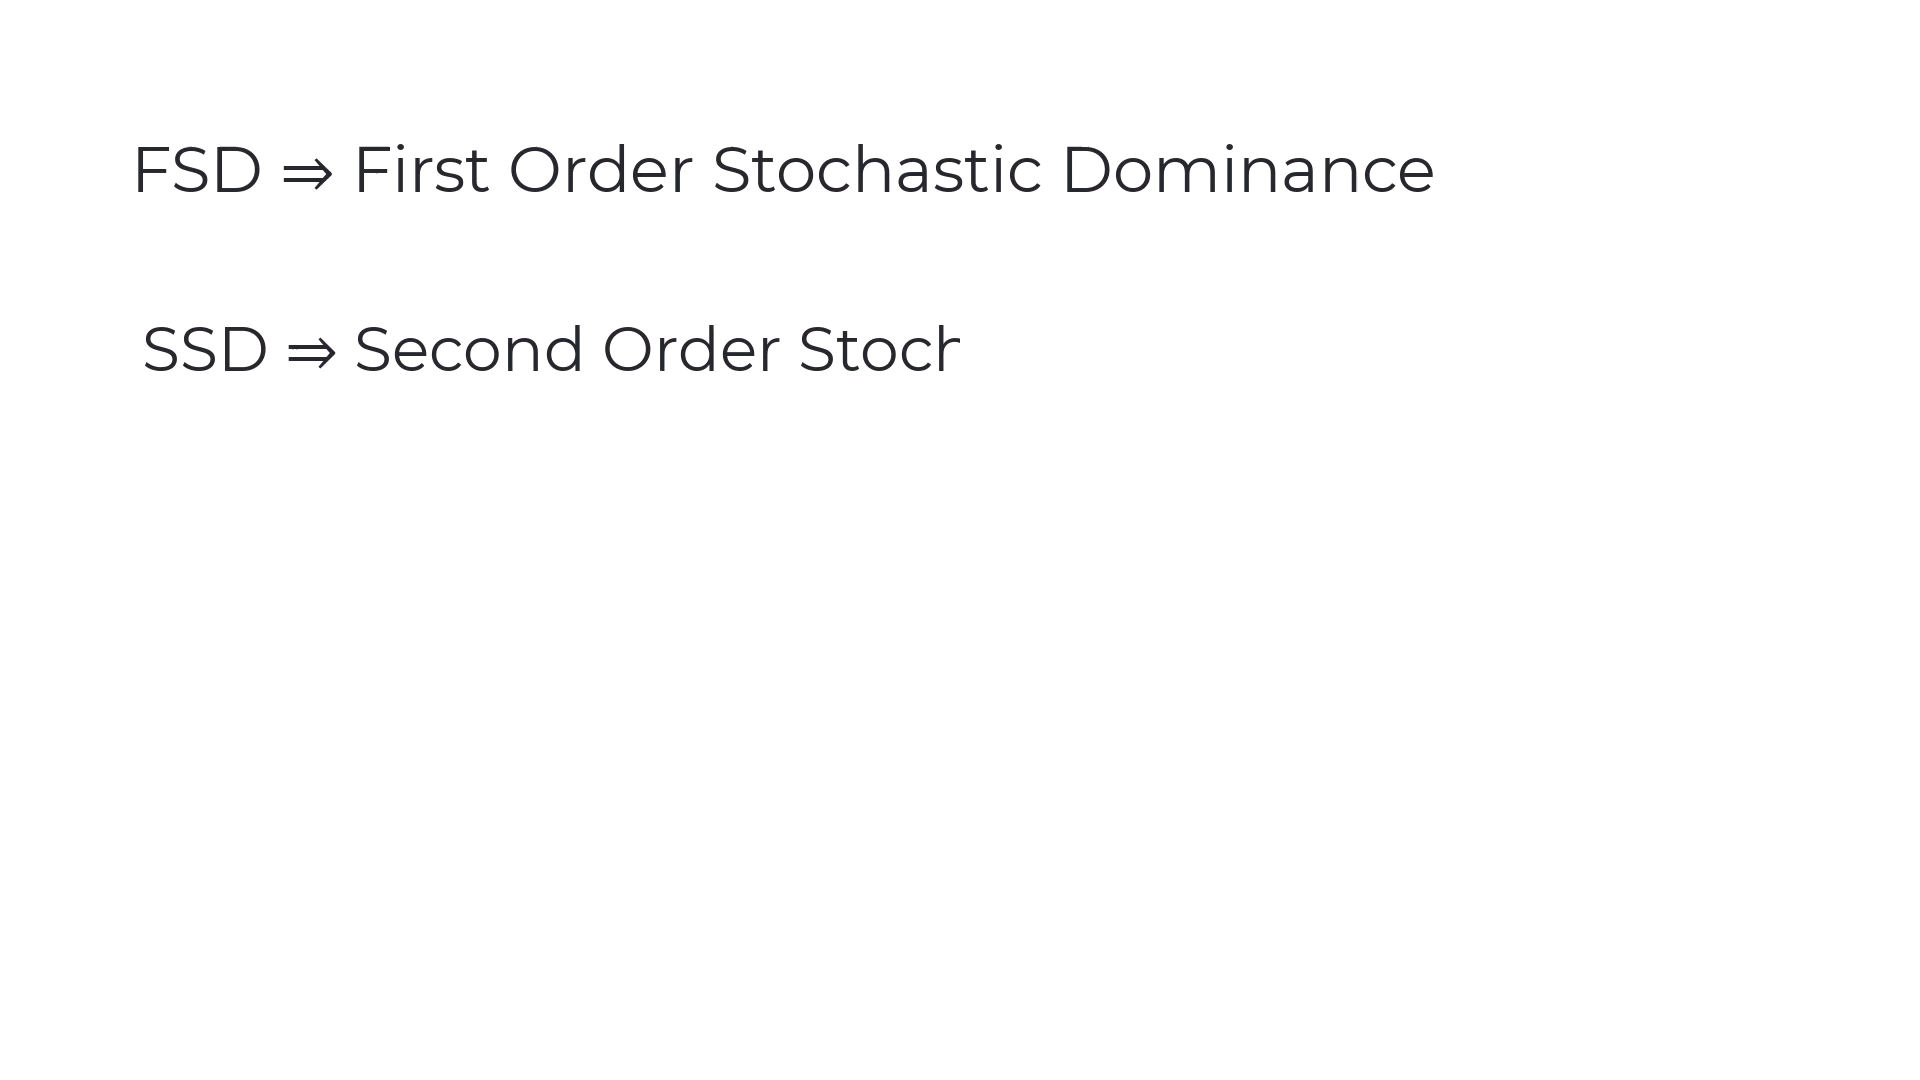 FSD ⇒ First Order Stochastic Dominance
SSD ⇒ Second Order Stoch